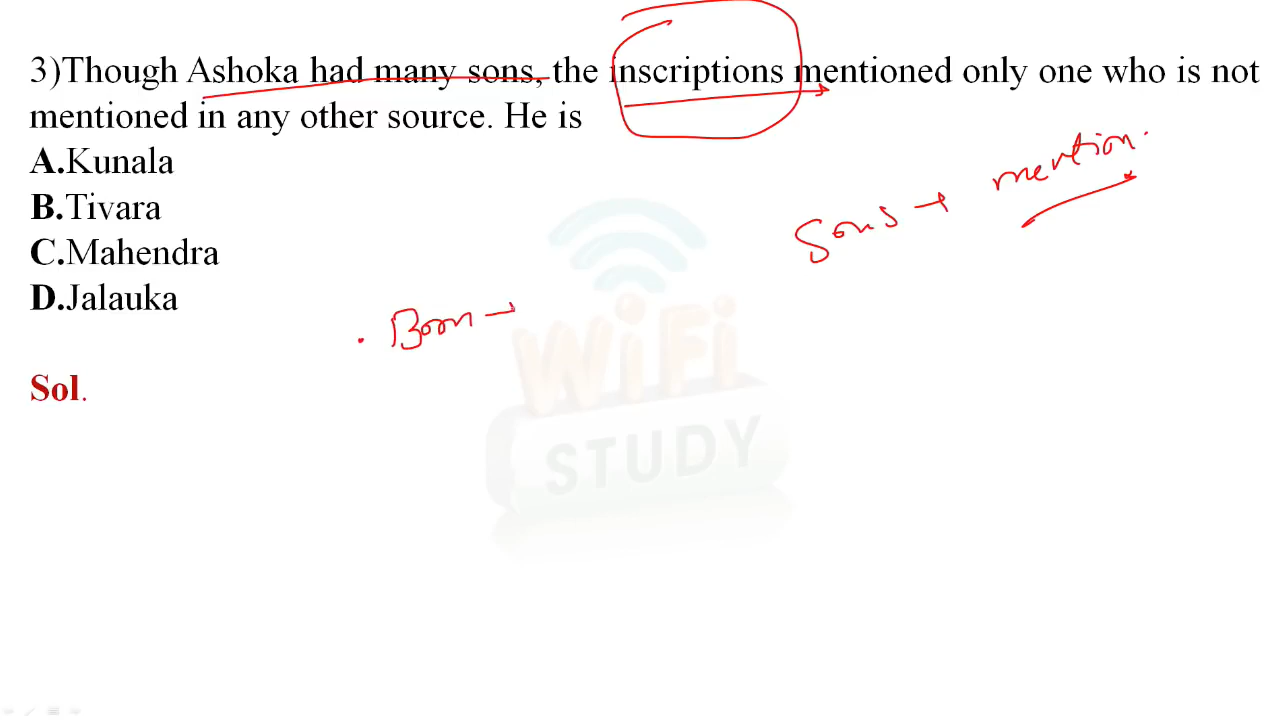 3)Though Ashoka had many sons, the inscriptions mentioned only one who is not
mentioned in any other source. He is
A.Kunala
B.Tivara
C.Mahendra
D.Jalauka
Sons → mention.
. Born →
WiFi
STUDY
Sol.